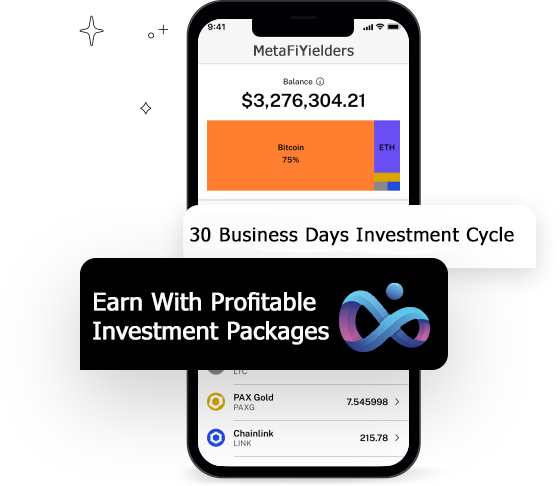 9:41
MetaFiYielders
Balance
$3,276,304.21
Bitcoin
75%
ETH
30 Business Days Investment Cycle
Earn With Profitable
Investment Packages
LTC
PAX Gold
PAXG
7.545998
Chainlink
LINK
215.78